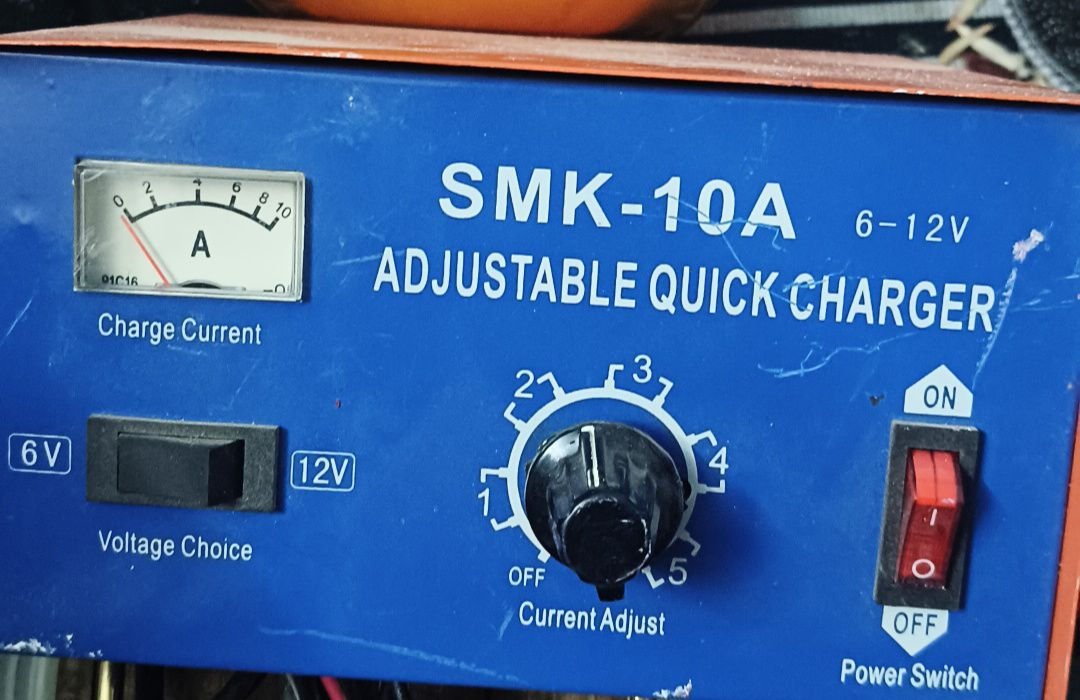 0 2 4 6 8 10
A
91C16
Charge Current
SMK-10A 6-12V
ADJUSTABLE QUICK CHARGER
6V 12V
Voltage Choice
1 2 3 4 5
OFF
Current Adjust
ON
I
O
OFF
Power Switch